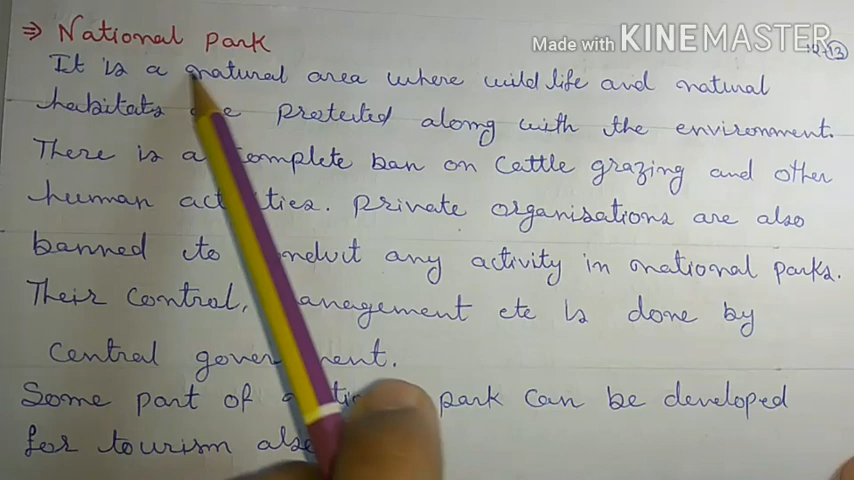 ⇒ National park
Made with KINEMASTER
It is a natural area where wild life and natural
habitats are protected along with the environment.
There is a complete ban on cattle grazing and other
human activities. private organisations are also
banned to conduct any activity in national parks.
Their control, management etc is done by
central government.
Some part of national park can be developed
for tourism also